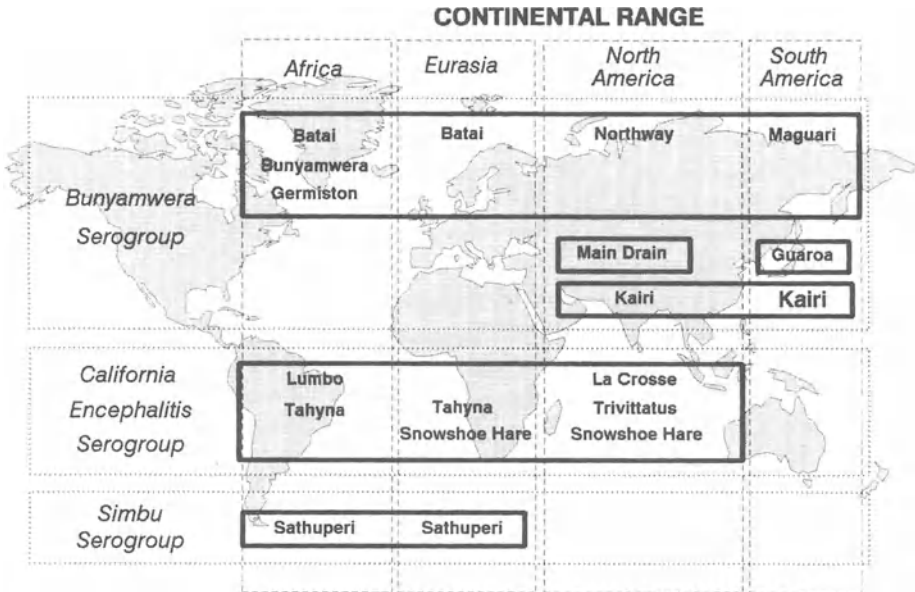 CONTINENTAL RANGE
Africa
Eurasia
North
America
South
America
Bunyamwera
Serogroup
Batai
Batai
Northway
Maguari
Bunyamwera
Germiston
Main Drain
Guaroa
Kairi
Kairi
California
Encephalitis
Serogroup
Lumbo
La Crosse
Tahyna
Tahyna
Trivittatus
Snowshoe Hare
Snowshoe Hare
Simbu
Serogroup
Sathuperi
Sathuperi